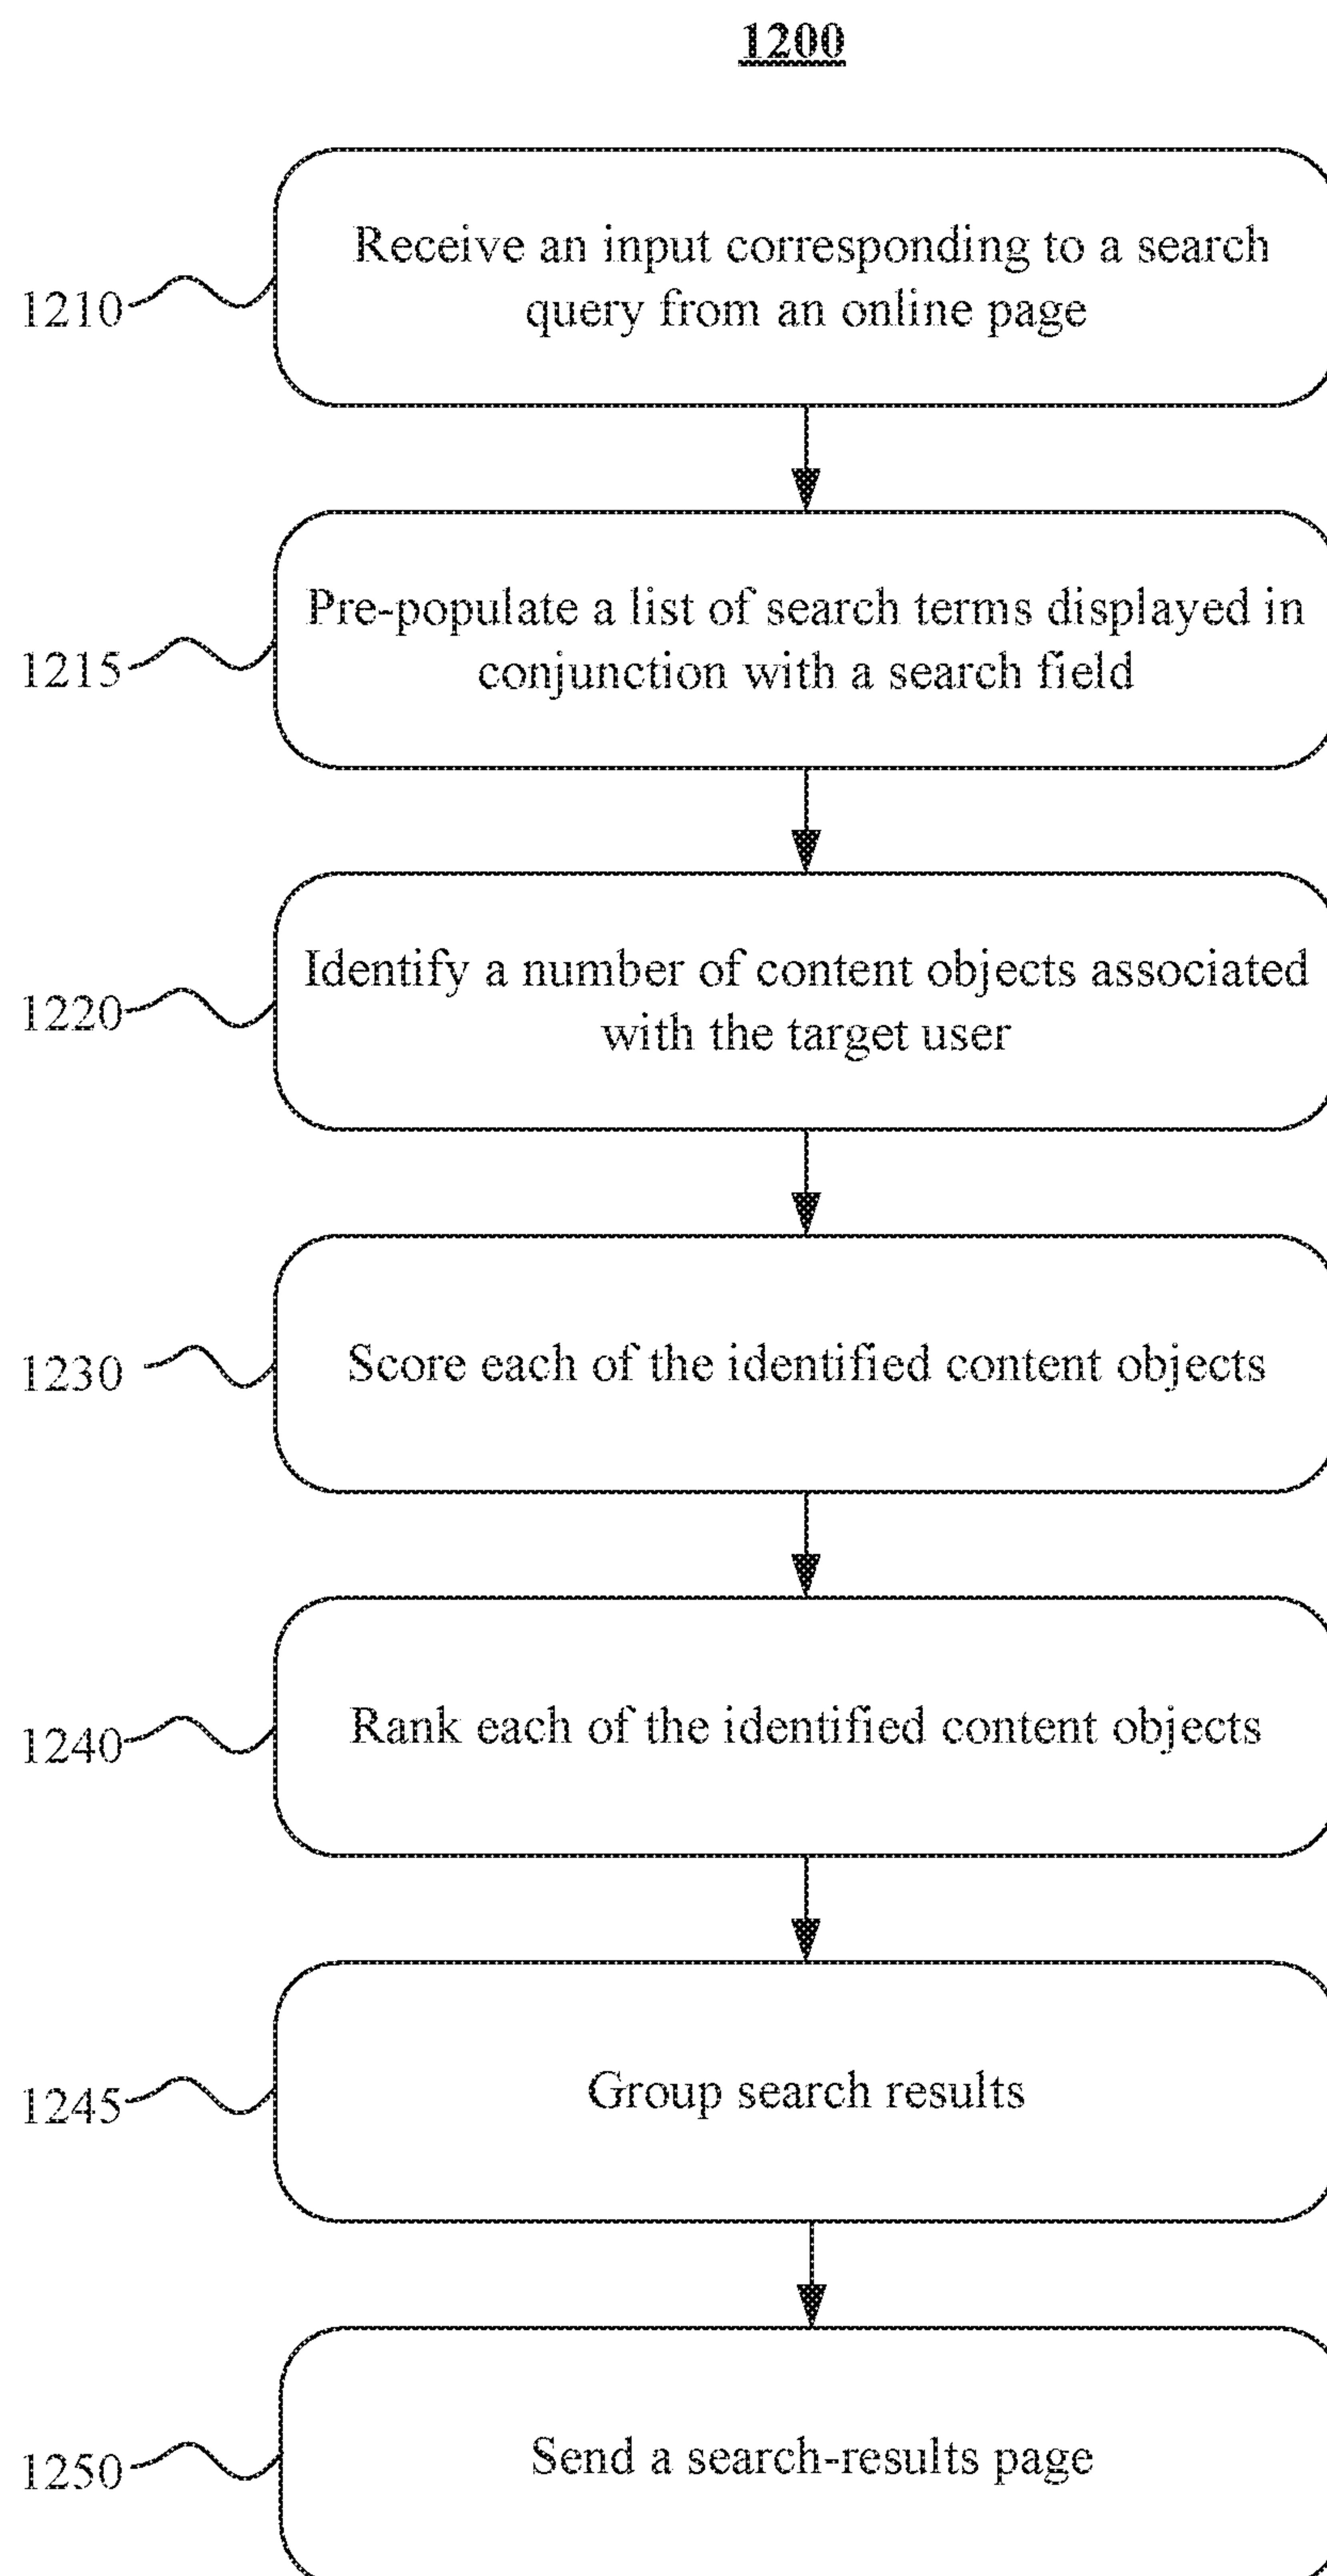 1200
1210
Receive an input corresponding to a search
query from an online page
1215
Pre-populate a list of search terms displayed in
conjunction with a search field
1220
Identify a number of content objects associated
with the target user
1230
Score each of the identified content objects
1240
Rank each of the identified content objects
1245
Group search results
1250
Send a search-results page